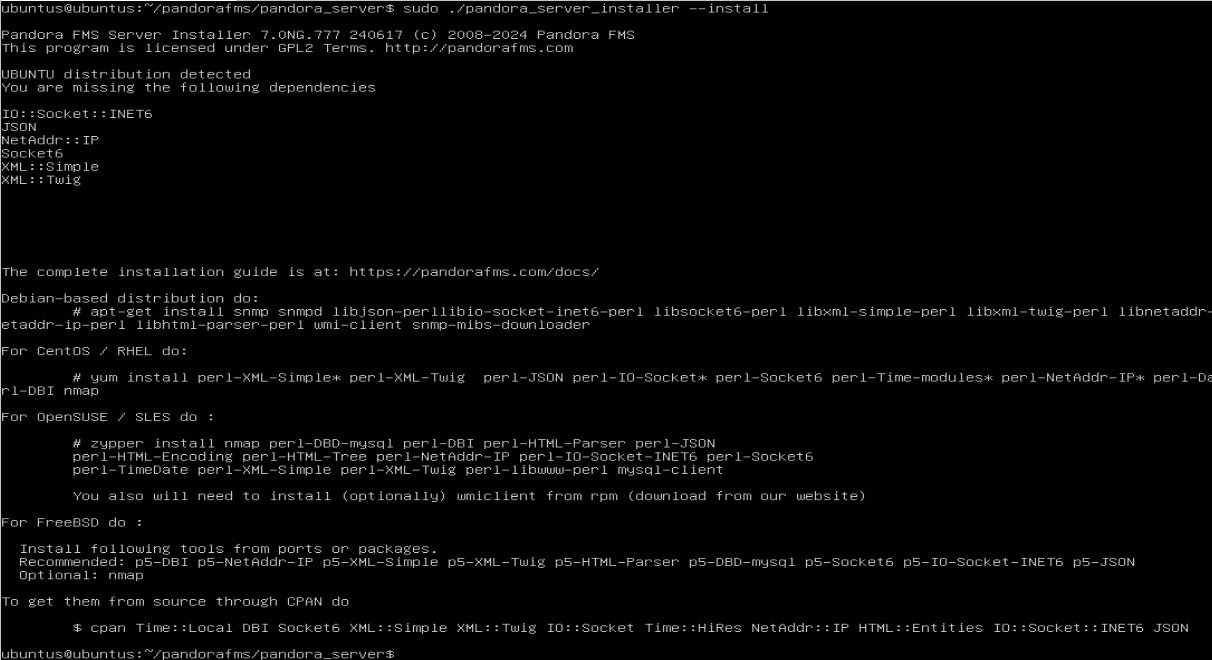 ubuntus@ubuntus:~/pandorafms/pandora_server$ sudo ./pandora_server_installer --install
Pandora FMS Server Installer 7.0NG.777 240617 (c) 2008-2024 Pandora FMS
This program is licensed under GPL2 Terms. http://pandorafms.com
UBUNTU distribution detected
You are missing the following dependencies
IO::Socket::INET6
JSON
NetAddr::IP
Socket6
XML::Simple
XML::Twig
The complete installation guide is at: https://pandorafms.com/docs/
Debian-based distribution do:
# apt-get install snmp snmpd libjson-perllibio-socket-inet6-perl libsocket6-perl libxml-simple-perl libxml-twig-perl libnetaddr-
etaddr-ip-perl libhtml-parser-perl wmi-client snmp-mibs-downloader
For CentOS / RHEL do:
# yum install perl-XML-Simple* perl-XML-Twig  perl-JSON perl-IO-Socket* perl-Socket6 perl-Time-modules* perl-NetAddr-IP* perl-Da
rl-DBI nmap
For OpenSUSE / SLES do :
# zypper install nmap perl-DBD-mysql perl-DBI perl-HTML-Parser perl-JSON
perl-HTML-Encoding perl-HTML-Tree perl-NetAddr-IP perl-IO-Socket-INET6 perl-Socket6
perl-TimeDate perl-XML-Simple perl-XML-Twig perl-libwww-perl mysql-client
You also will need to install (optionally) wmiclient from rpm (download from our website)
For FreeBSD do :
Install following tools from ports or packages.
Recommended: p5-DBI p5-NetAddr-IP p5-XML-Simple p5-XML-Twig p5-HTML-Parser p5-DBD-mysql p5-Socket6 p5-IO-Socket-INET6 p5-JSON
Optional: nmap
To get them from source through CPAN do
$ cpan Time::Local DBI Socket6 XML::Simple XML::Twig IO::Socket Time::HiRes NetAddr::IP HTML::Entities IO::Socket::INET6 JSON
ubuntus@ubuntus:~/pandorafms/pandora_server$